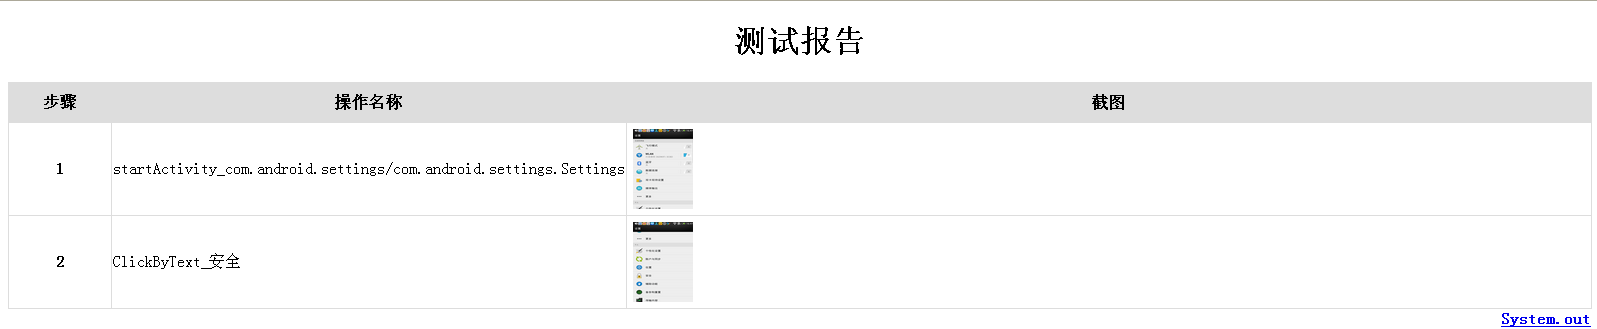 测试报告
步骤 操作名称 截图
1 startActivity_com.android.settings/com.android.settings.Settings
2 ClickByText_安全
System.out